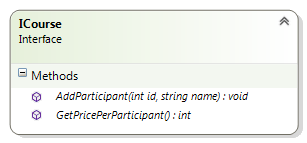 ICourse
Interface
Methods
AddParticipant(int id, string name) : void
GetPricePerParticipant() : int